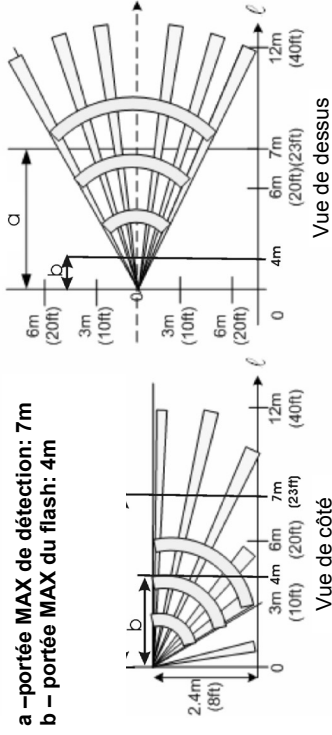 a –portée MAX de détection: 7m
b – portée MAX du flash: 4m
b
2.4m
(8ft)
0
3m
4m
6m
7m
12m
(10ft)
(20ft)
(23ft)
(40ft)
ℓ
Vue de côté
a
b
6m
(20ft)
3m
(10ft)
0
3m
(10ft)
6m
(20ft)
0
4m
6m
7m
12m
(20ft)
(23ft)
(40ft)
ℓ
Vue de dessus